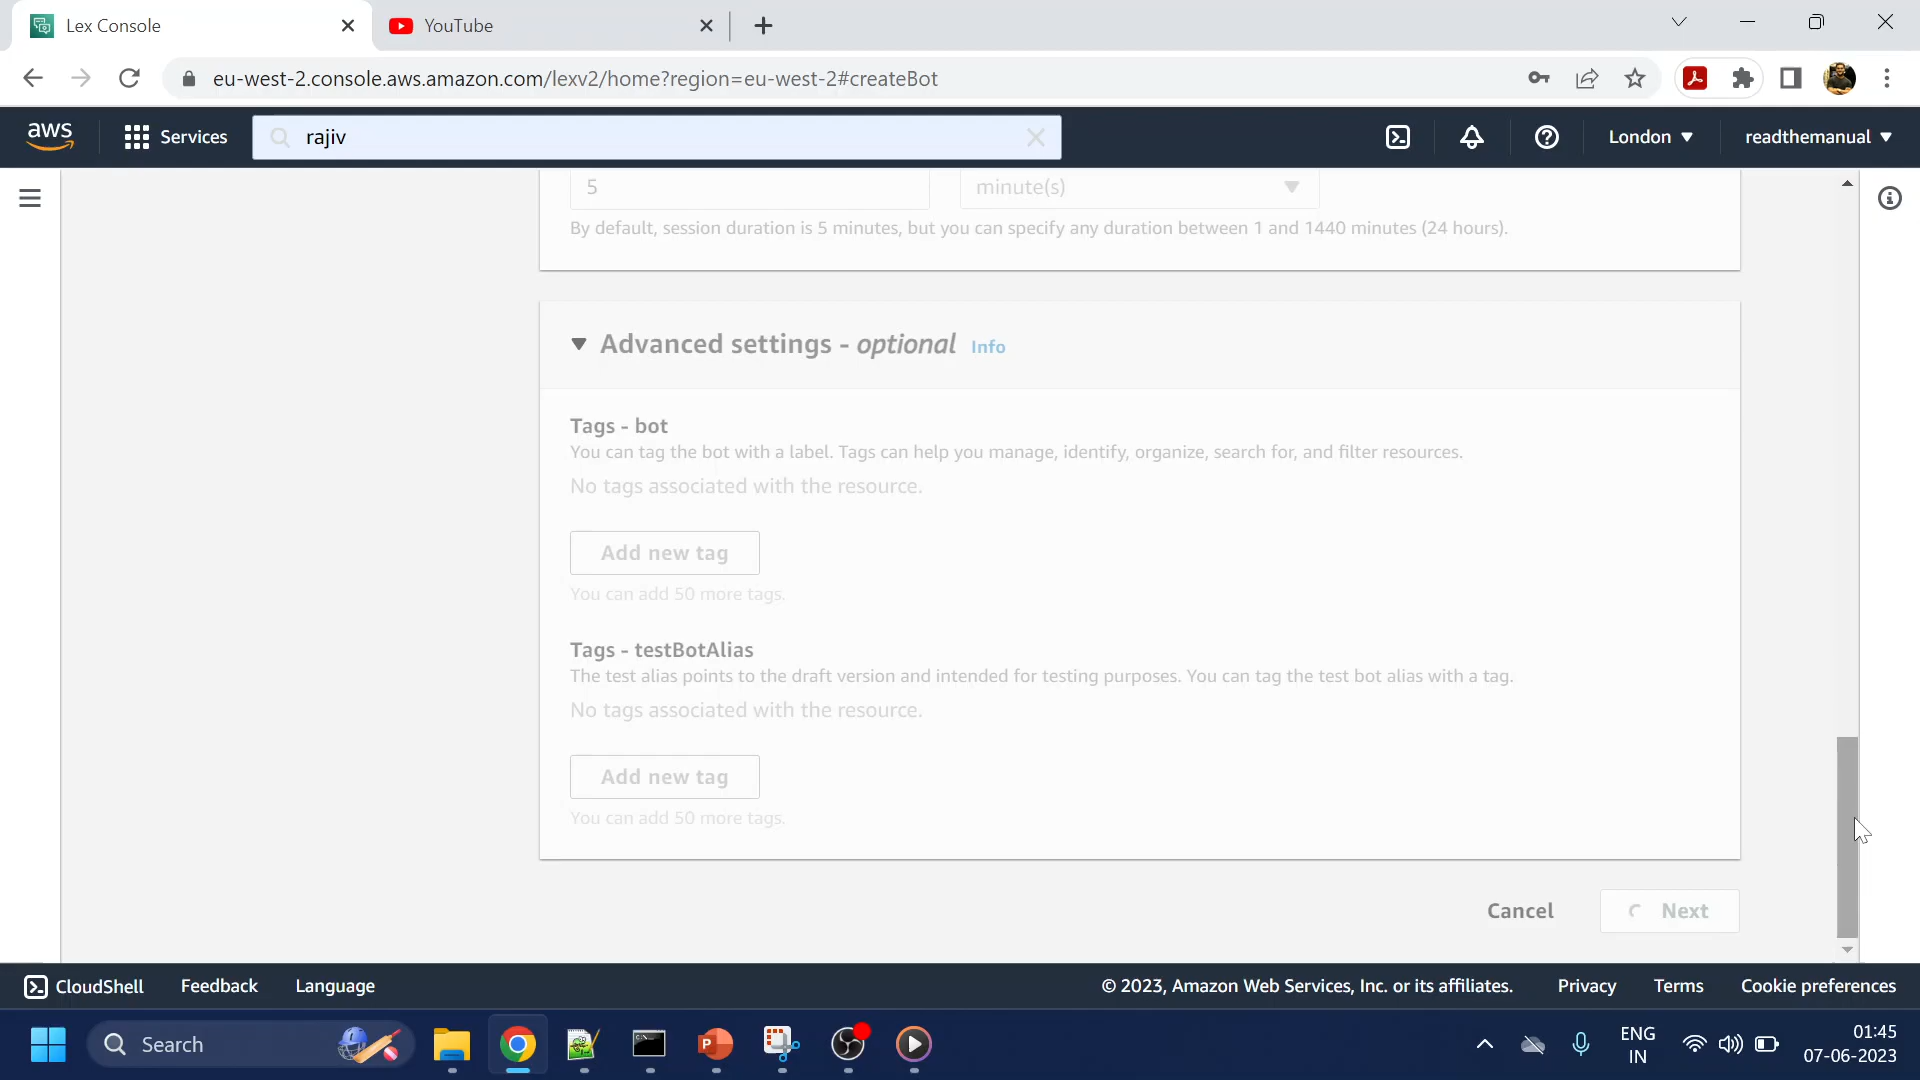 Lex Console
YouTube
eu-west-2.console.aws.amazon.com/lexv2/home?region=eu-west-2#createBot
aws
Services
rajiv
London
readthemanual
5
minute(s)
By default, session duration is 5 minutes, but you can specify any duration between 1 and 1440 minutes (24 hours).
Advanced settings - optional Info
Tags - bot
You can tag the bot with a label. Tags can help you manage, identify, organize, search for, and filter resources.
No tags associated with the resource.
Add new tag
You can add 50 more tags.
Tags - testBotAlias
The test alias points to the draft version and intended for testing purposes. You can tag the test bot alias with a tag.
No tags associated with the resource.
Add new tag
You can add 50 more tags.
Cancel
Next
CloudShell
Feedback
Language
© 2023, Amazon Web Services, Inc. or its affiliates.
Privacy
Terms
Cookie preferences
Search
ENG
IN
01:45
07-06-2023